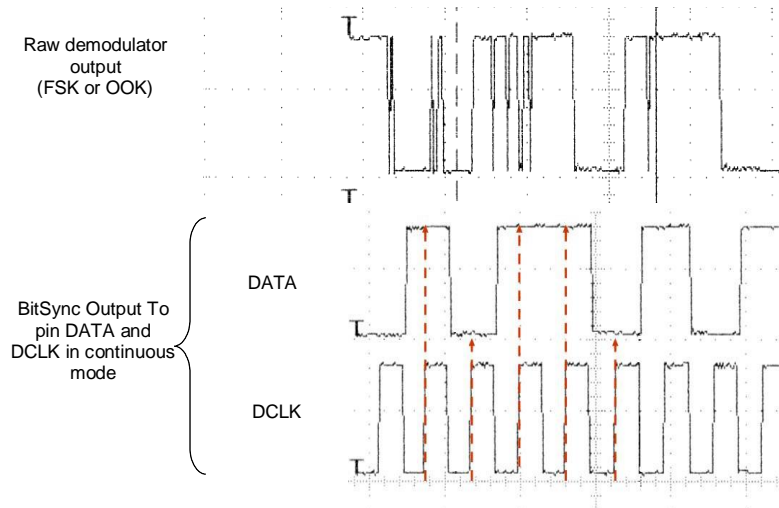 Raw demodulator
output
(FSK or OOK)
DATA
BitSync Output To
pin DATA and
DCLK in continuous
mode
DCLK